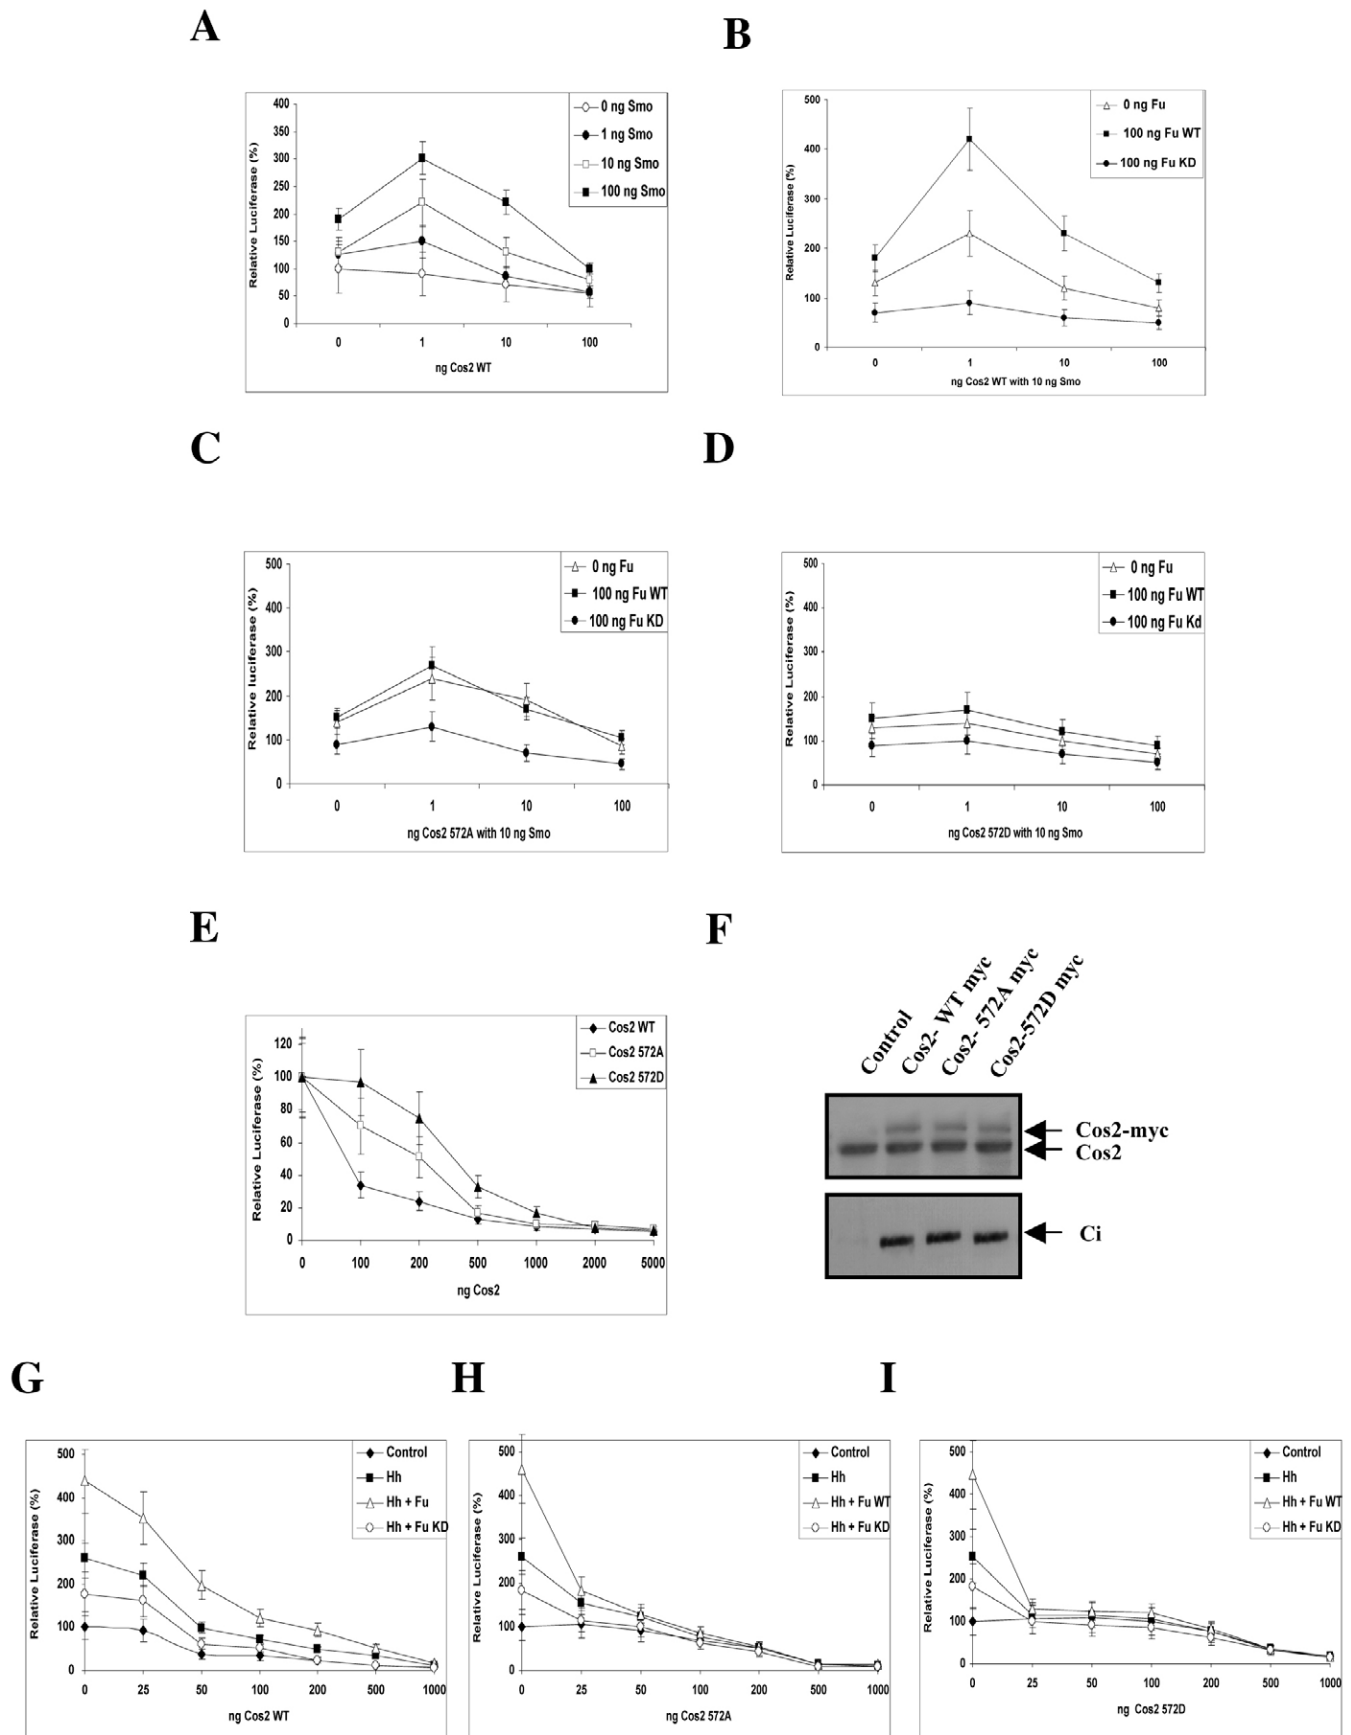 A
400
350
300
250
200
150
100
50
0
Relative Luciferase (%)
0
1
10
100
ng Cos2 WT
0 ng Smo
1 ng Smo
10 ng Smo
100 ng Smo
B
500
400
300
200
100
0
Relative Luciferase (%)
0
1
10
100
ng Cos2 WT with 10 ng Smo
0 ng Fu
100 ng Fu WT
100 ng Fu KD
C
500
400
300
200
100
0
Relative luciferase (%)
0
1
10
100
ng Cos2 572A with 10 ng Smo
0 ng Fu
100 ng Fu WT
100 ng Fu KD
D
500
400
300
200
100
0
Relative Luciferase (%)
0
1
10
100
ng Cos2 572D with 10 ng Smo
0 ng Fu
100 ng Fu WT
100 ng Fu Kd
E
120
100
80
60
40
20
0
Relative Luciferase (%)
0
100
200
500
1000
2000
5000
ng Cos2
Cos2 WT
Cos2 572A
Cos2 572D
F
Control
Cos2- WT myc
Cos2- 572A myc
Cos2-572D myc
Cos2-myc
Cos2
Ci
G
500
400
300
200
100
0
Relative Luciferase (%)
0
25
50
100
200
500
1000
ng Cos2 WT
Control
Hh
Hh + Fu
Hh + Fu KD
H
500
400
300
200
100
0
Relative Luciferase (%)
0
25
50
100
200
500
1000
ng Cos2 572A
Control
Hh
Hh + Fu WT
Hh + Fu KD
I
500
400
300
200
100
0
Relative Luciferase (%)
0
25
50
100
200
500
1000
ng Cos2 572D
Control
Hh
Hh + Fu WT
Hh + Fu KD